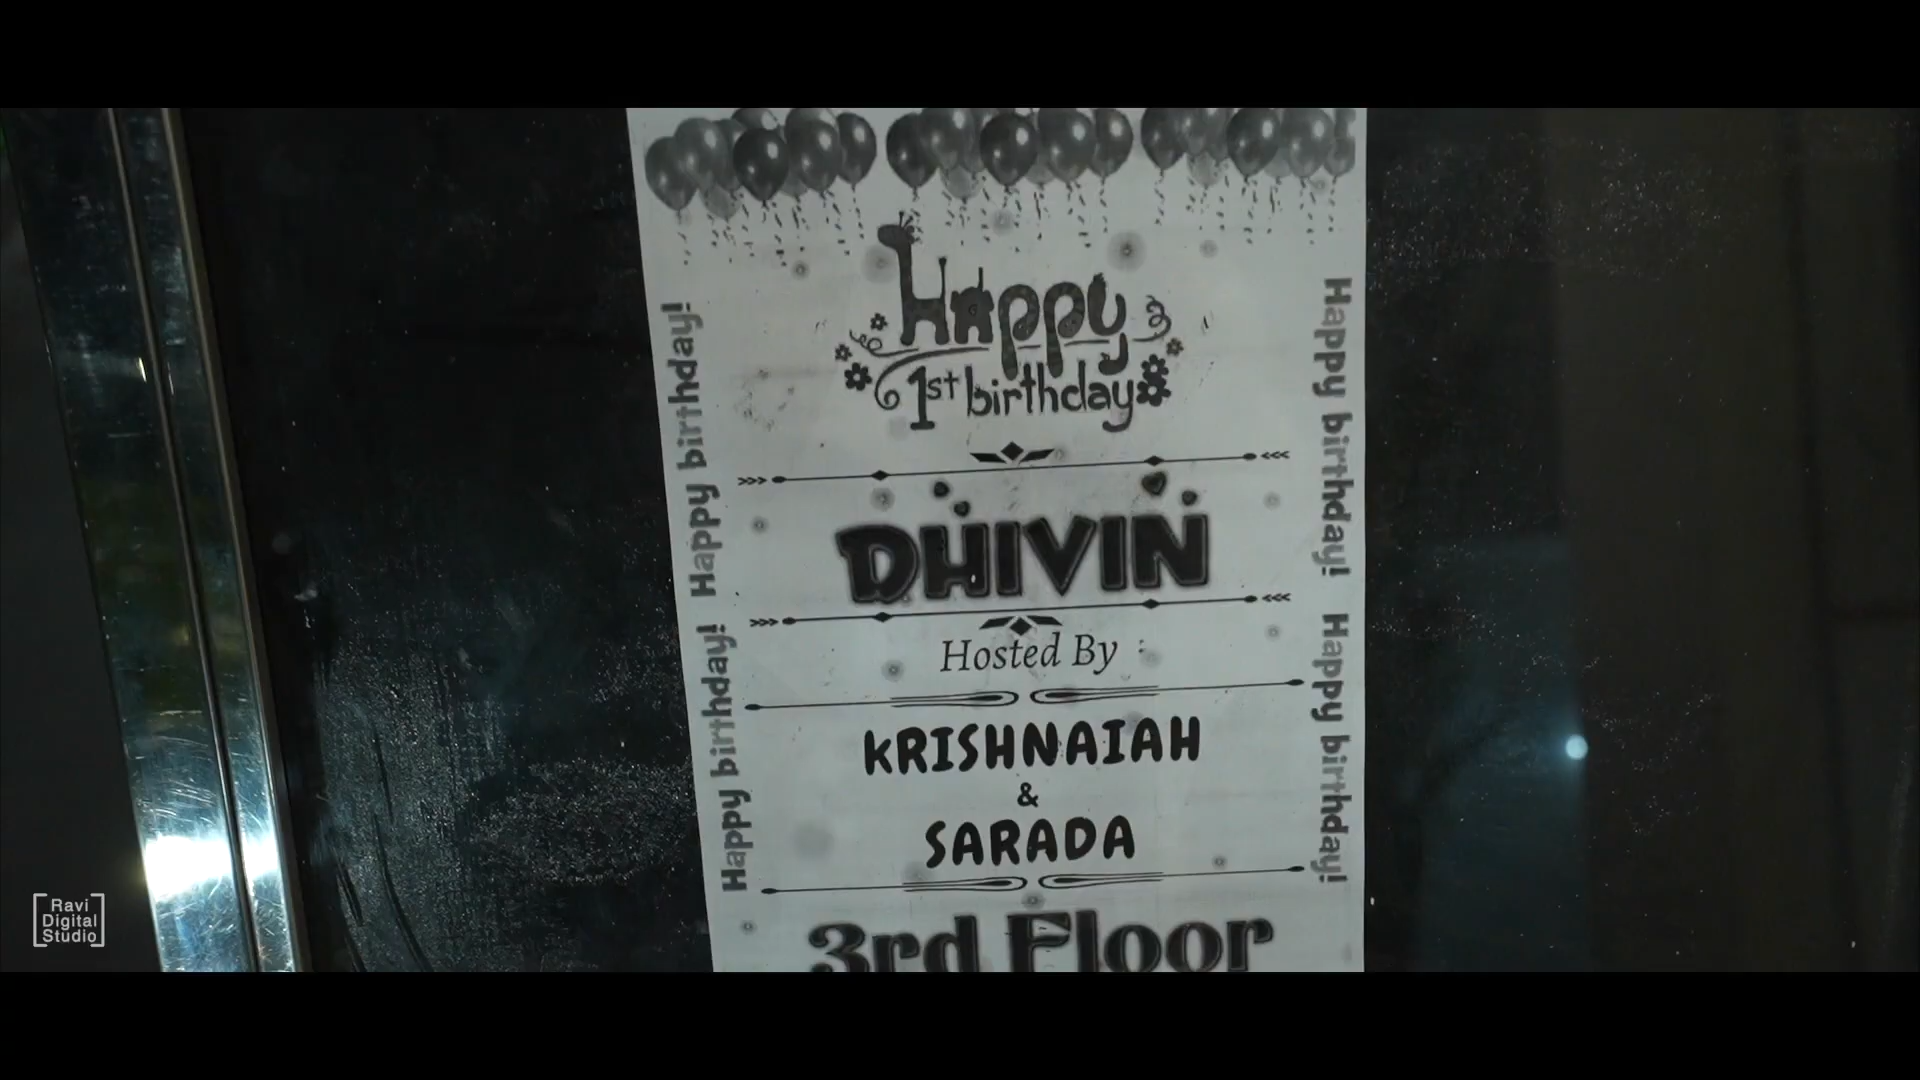 Happy
1st birthday
DHIVIN
Hosted By :
KRISHNAIAH
&
SARADA
3rd Floor
Happy birthday! Happy birthday!
Happy birthday! Happy birthday!
Ravi
Digital
Studio